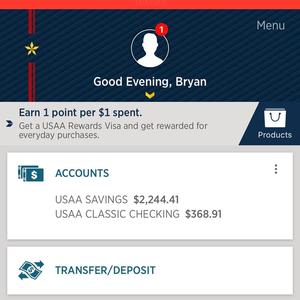 1
Menu
Good Evening, Bryan
Earn 1 point per $1 spent.
Get a USAA Rewards Visa and get rewarded for
everyday purchases.
Products
ACCOUNTS
USAA SAVINGS $2,244.41
USAA CLASSIC CHECKING $368.91
TRANSFER/DEPOSIT